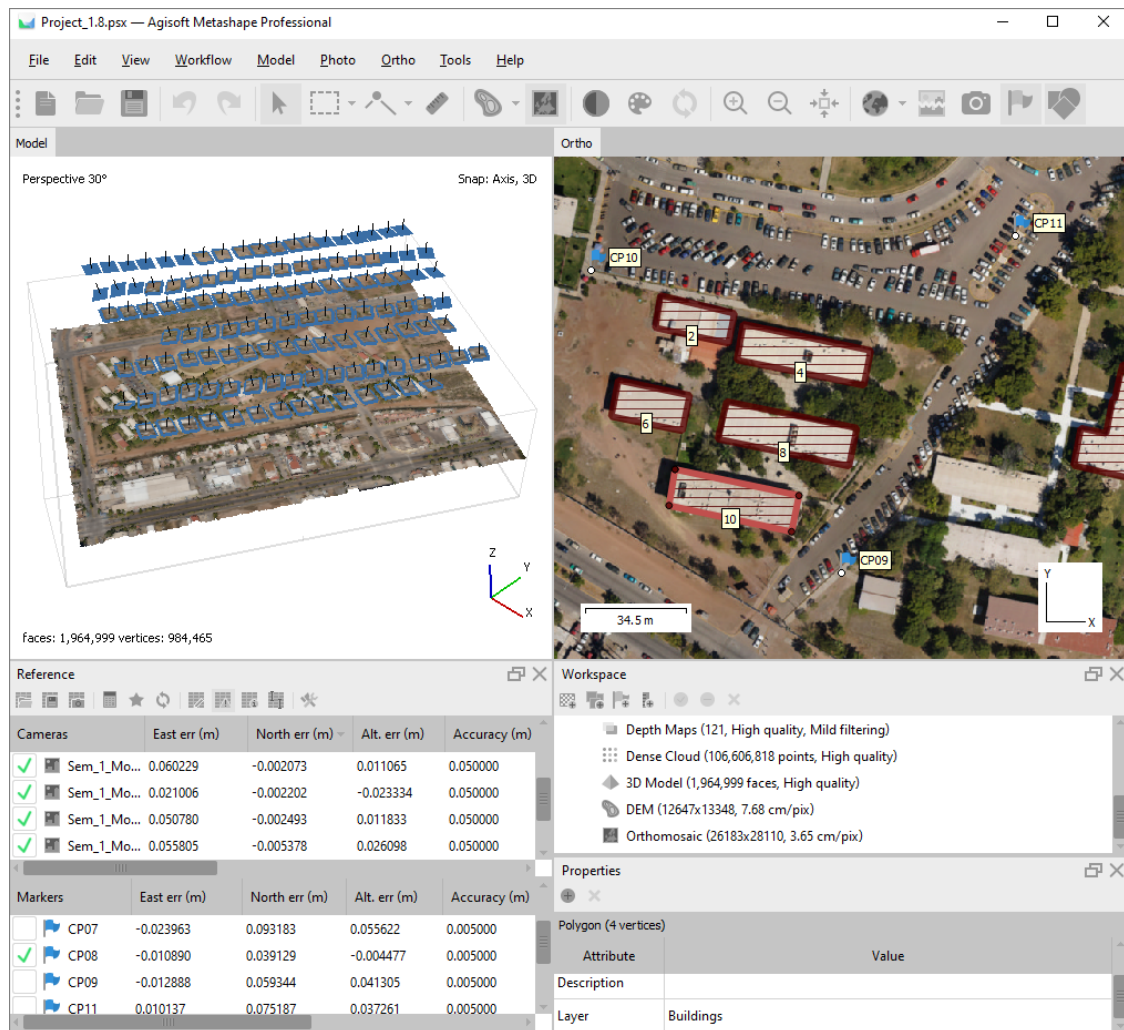 Project_1.8.psx — Agisoft Metashape Professional
File Edit View Workflow Model Photo Ortho Tools Help
Model
Perspective 30°
Snap: Axis, 3D
Z
Y
X
faces: 1,964,999 vertices: 984,465
Ortho
CP11
CP10
2
4
6
8
10
CP09
34.5 m
Y
X
Reference
Cameras East err (m) North err (m) Alt. err (m) Accuracy (m)
Sem_1_Mo... 0.060229 -0.002073 0.011065 0.050000
Sem_1_Mo... 0.021006 -0.002202 -0.023334 0.050000
Sem_1_Mo... 0.050780 -0.002493 0.011833 0.050000
Sem_1_Mo... 0.055805 -0.005378 0.026098 0.050000
Markers East err (m) North err (m) Alt. err (m) Accuracy (m)
CP07 -0.023963 0.093183 0.055622 0.005000
CP08 -0.010890 0.039129 -0.004477 0.005000
CP09 -0.012888 0.059344 0.041305 0.005000
CP11 0.010137 0.075187 0.037261 0.005000
Workspace
Depth Maps (121, High quality, Mild filtering)
Dense Cloud (106,606,818 points, High quality)
3D Model (1,964,999 faces, High quality)
DEM (12647x13348, 7.68 cm/pix)
Orthomosaic (26183x28110, 3.65 cm/pix)
Properties
Polygon (4 vertices)
Attribute Value
Description
Layer Buildings